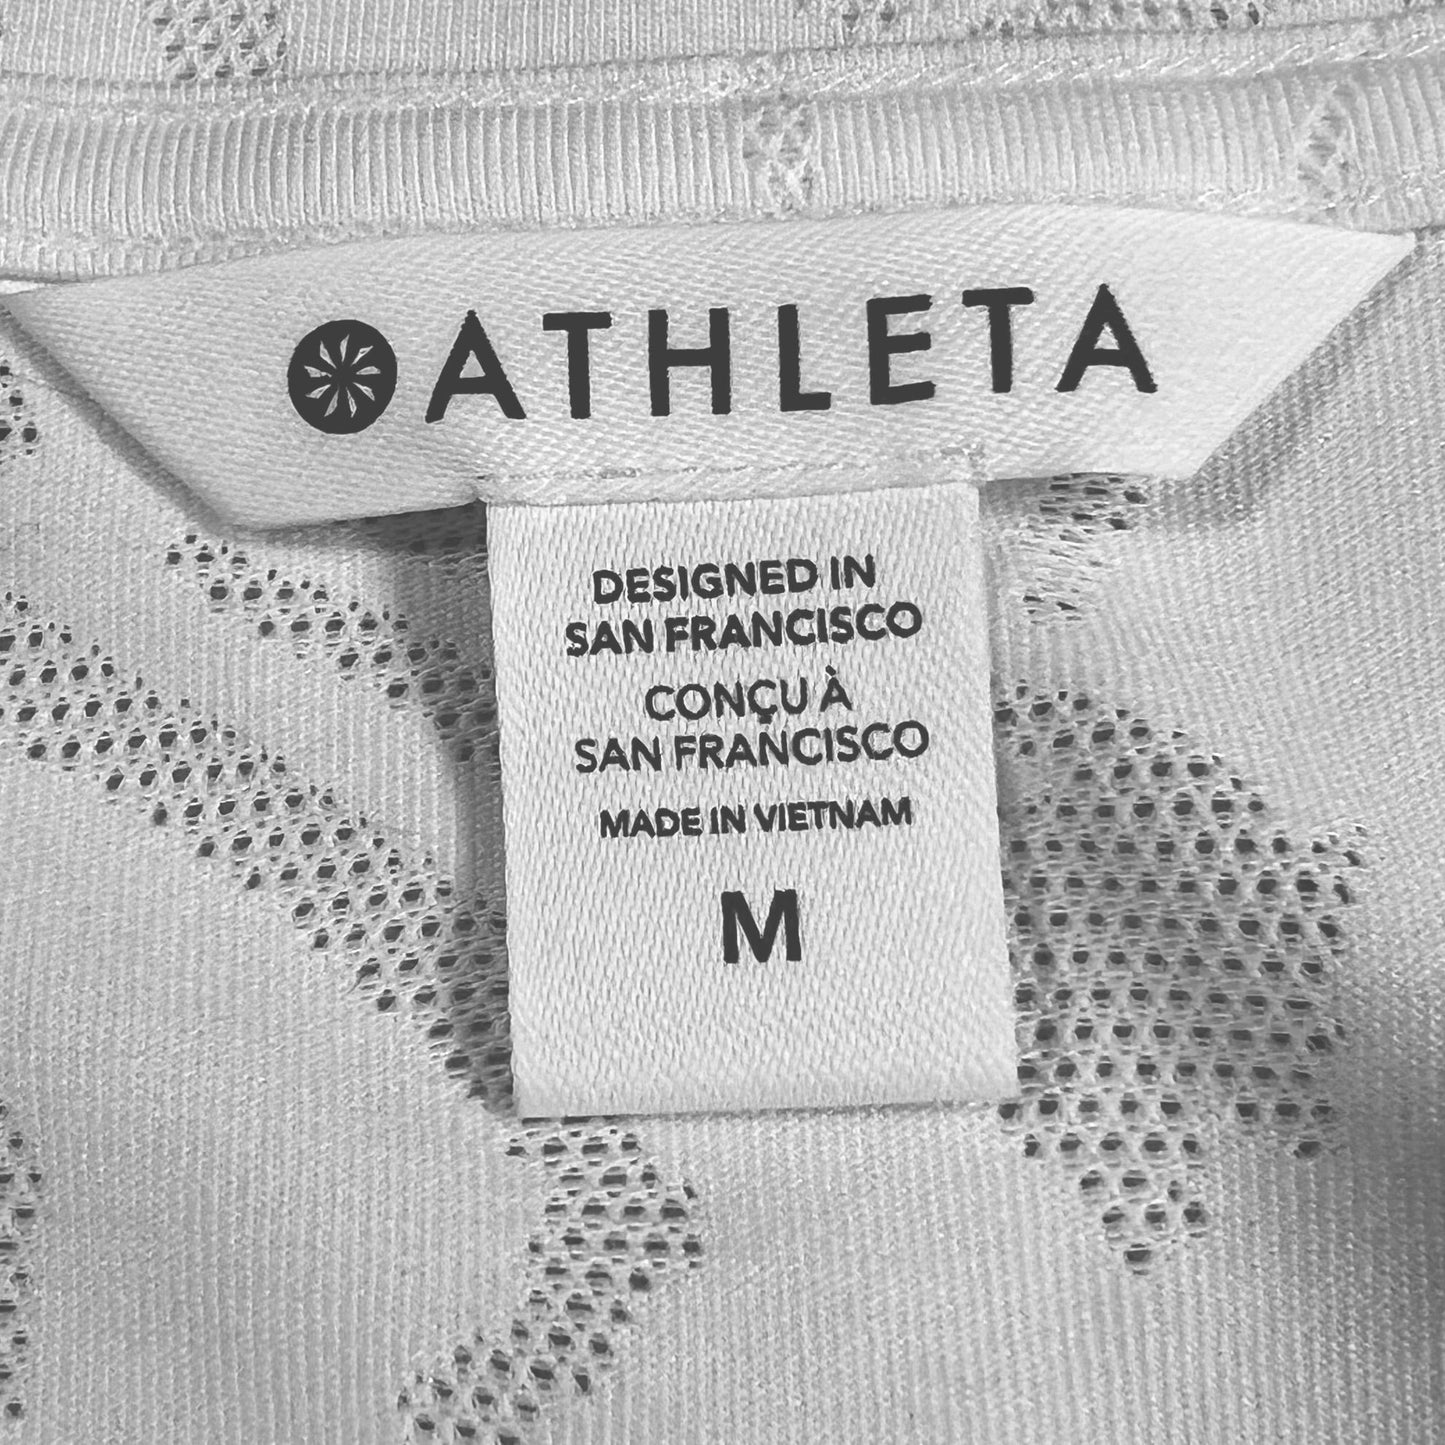 ATHLETA
DESIGNED IN
SAN FRANCISCO
CONÇU À
SAN FRANCISCO
MADE IN VIETNAM
M